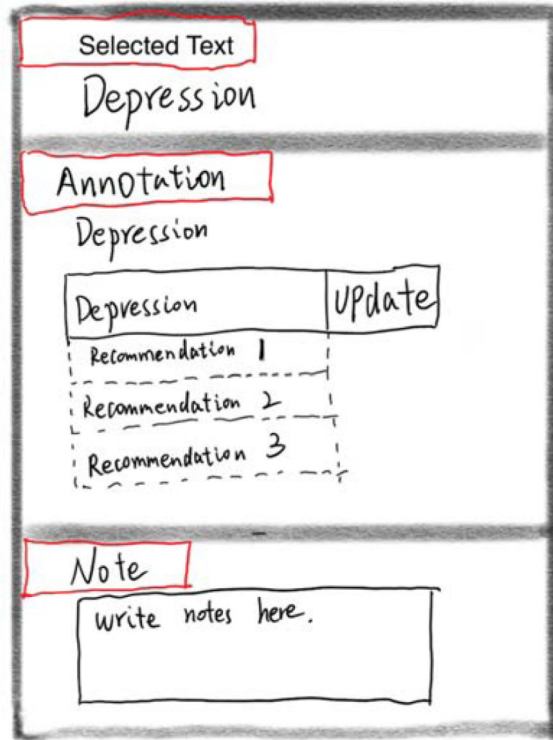 Selected Text
Depression
Annotation
Depression
Depression
UPdate
Recommendation 1
Recommendation 2
Recommendation 3
Note
write notes here.